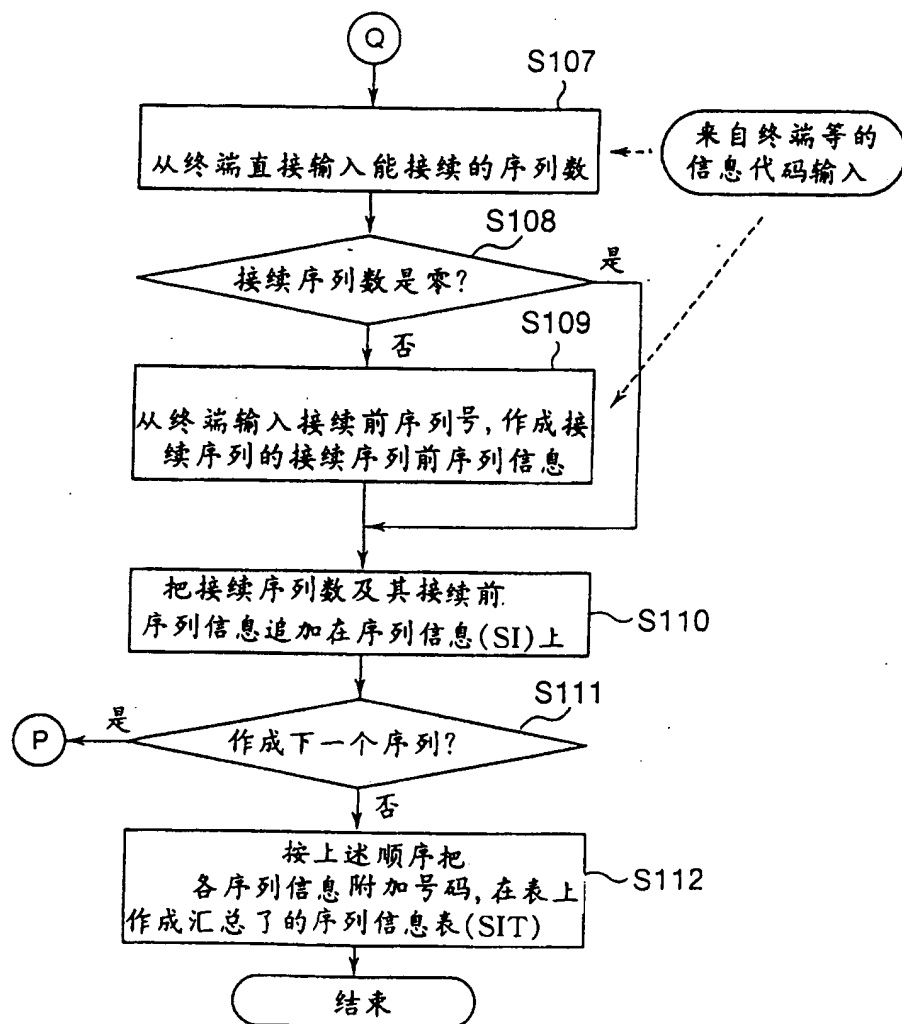 Q
S107
从终端直接输入能接续的序列数
来自终端等的
信息代码输入
S108
接续序列数是零?
是
否
S109
从终端输入接续前序列号,作成接
续序列的接续序列前序列信息
把接续序列数及其接续前
序列信息追加在序列信息(SI)上
S110
S111
作成下一个序列?
是
P
否
按上述顺序把
各序列信息附加号码,在表上
作成汇总了的序列信息表(SIT)
S112
结束